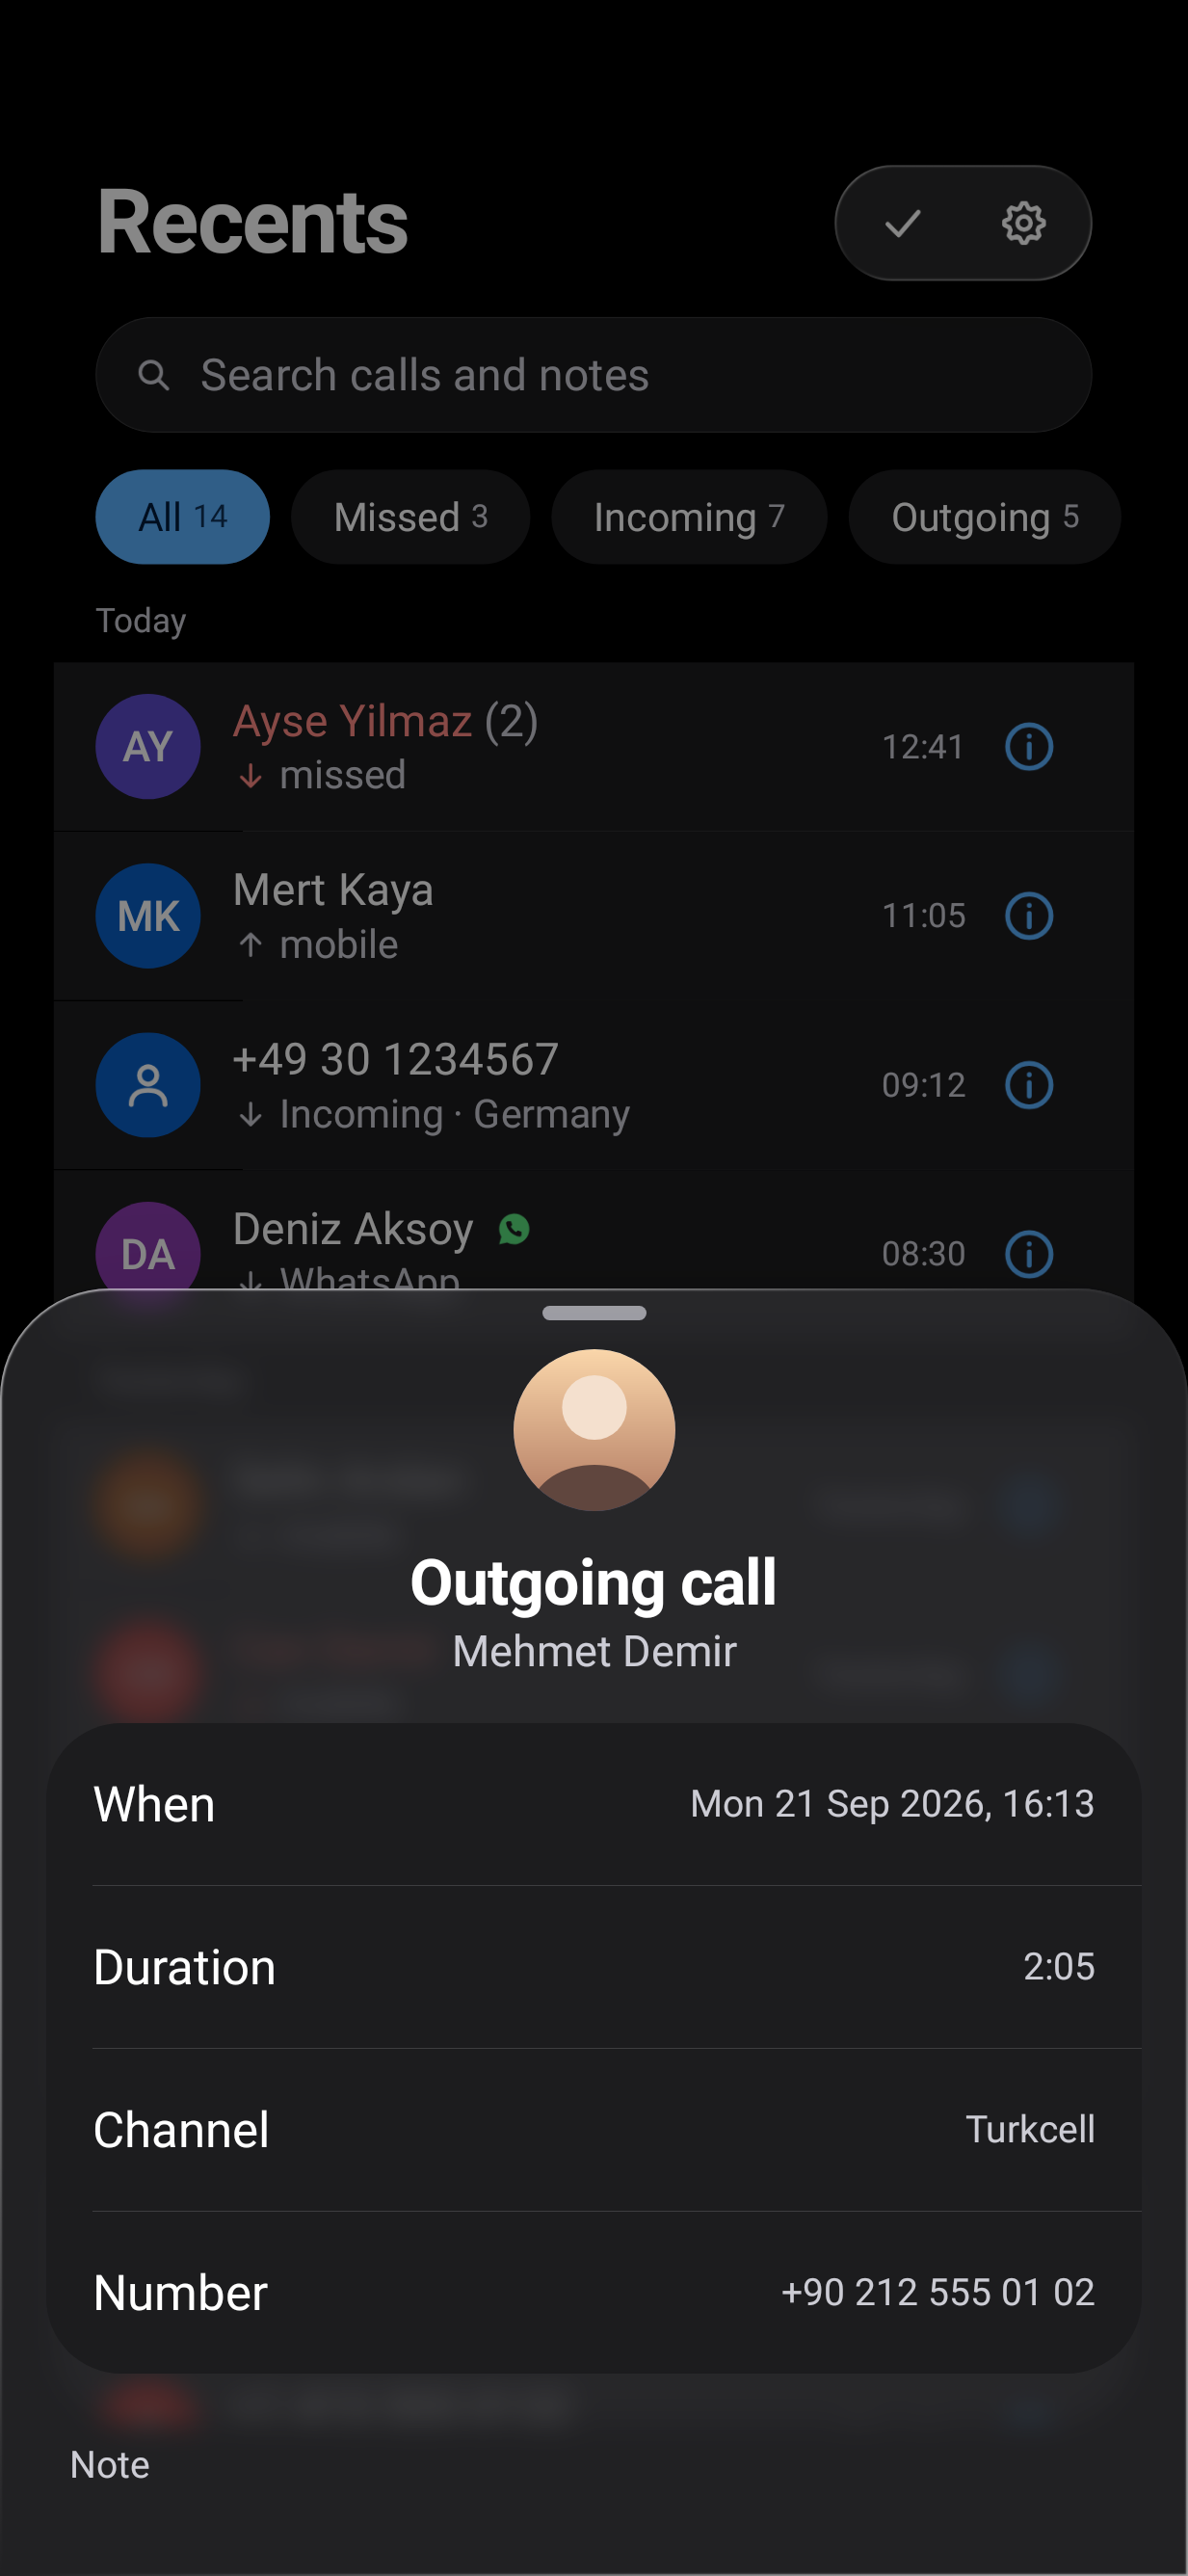 Recents
Search calls and notes
All 14 Missed 3 Incoming 7 Outgoing 5
Today
AY Ayse Yilmaz (2) 12:41
missed
MK Mert Kaya 11:05
mobile
+49 30 1234567 09:12
Incoming · Germany
DA Deniz Aksoy 08:30
WhatsApp
Outgoing call
Mehmet Demir
When Mon 21 Sep 2026, 16:13
Duration 2:05
Channel Turkcell
Number +90 212 555 01 02
Note